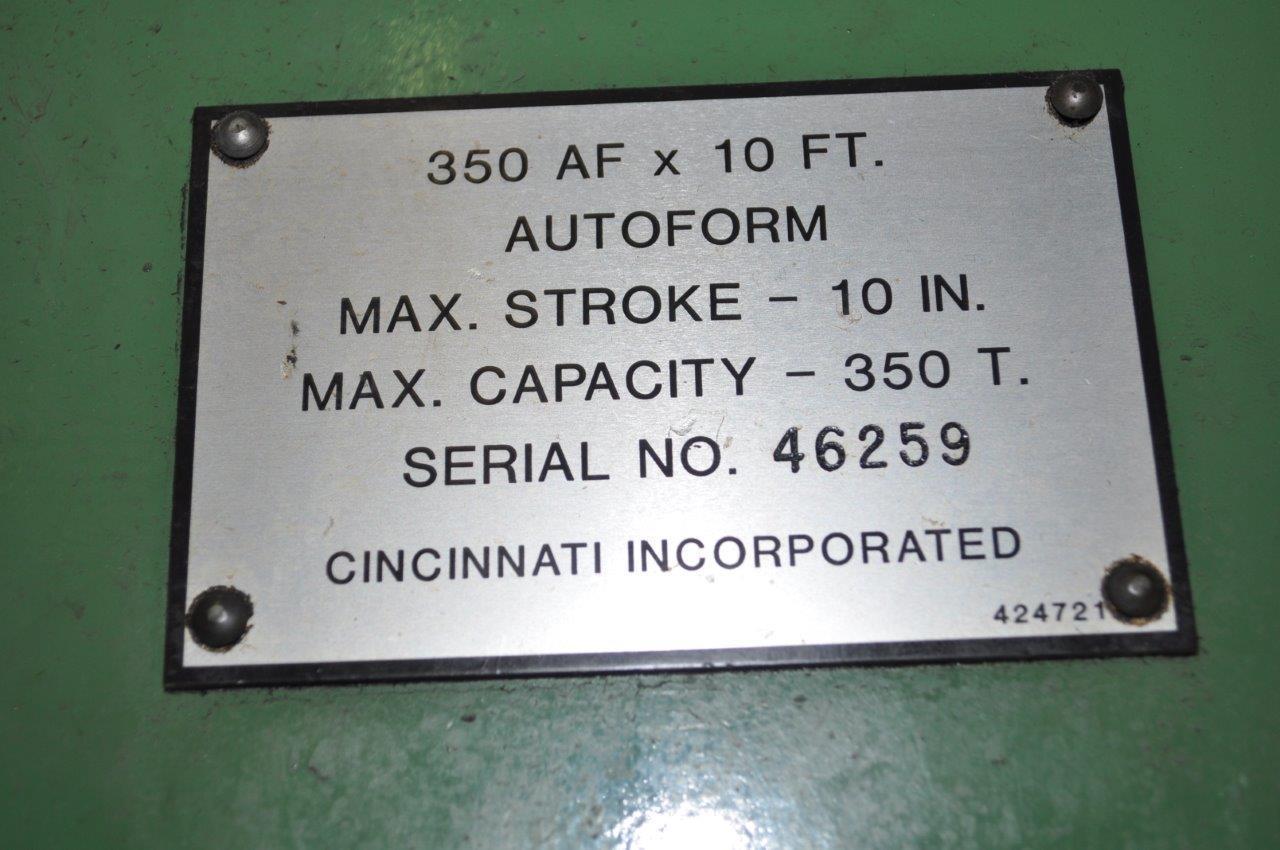 350 AF x 10 FT.
AUTOFORM
MAX. STROKE – 10 IN.
MAX. CAPACITY – 350 T.
SERIAL NO. 46259
CINCINNATI INCORPORATED
424721